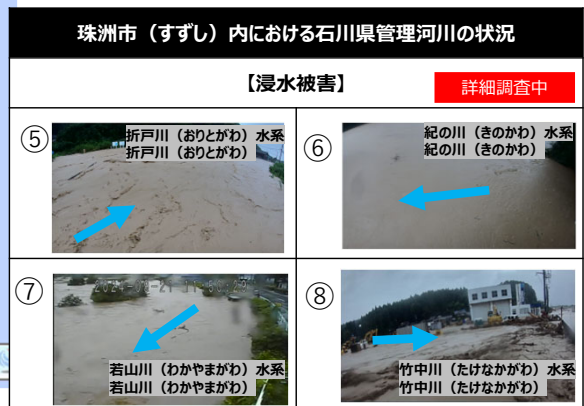 珠洲市（すずし）内における石川県管理河川の状況
【浸水被害】
詳細調査中
⑤
折戸川（おりとがわ）水系
折戸川（おりとがわ）
⑥
紀の川（きのかわ）水系
紀の川（きのかわ）
⑦
若山川（わかやまがわ）水系
若山川（わかやまがわ）
⑧
竹中川（たけなかがわ）水系
竹中川（たけなかがわ）